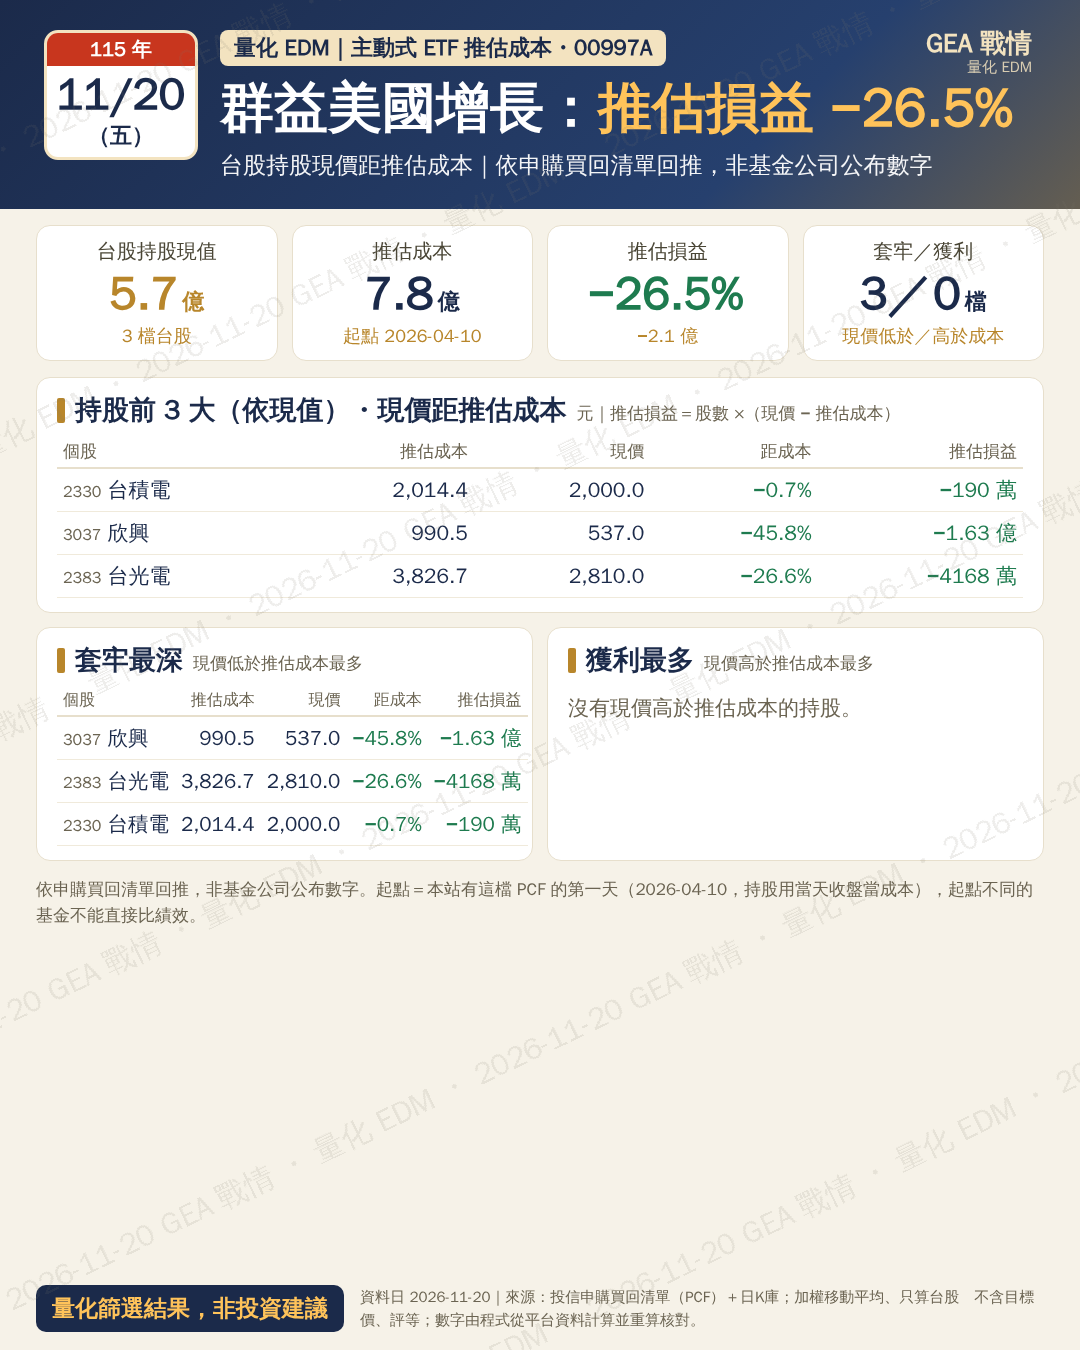 115 年
11/20
（五）
量化 EDM｜主動式 ETF 推估成本・00997A
GEA 戰情
量化 EDM
群益美國增長：推估損益 −26.5%
台股持股現價距推估成本｜依申購買回清單回推，非基金公司公布數字
台股持股現值
5.7 億
3 檔台股
推估成本
7.8 億
起點 2026-04-10
推估損益
−26.5%
−2.1 億
套牢／獲利
3／0 檔
現價低於／高於成本
持股前 3 大（依現值）・現價距推估成本 元｜推估損益＝股數 ×（現價 − 推估成本）
個股 推估成本 現價 距成本 推估損益
2330 台積電 2,014.4 2,000.0 −0.7% −190 萬
3037 欣興 990.5 537.0 −45.8% −1.63 億
2383 台光電 3,826.7 2,810.0 −26.6% −4168 萬
套牢最深 現價低於推估成本最多
個股 推估成本 現價 距成本 推估損益
3037 欣興 990.5 537.0 −45.8% −1.63 億
2383 台光電 3,826.7 2,810.0 −26.6% −4168 萬
2330 台積電 2,014.4 2,000.0 −0.7% −190 萬
獲利最多 現價高於推估成本最多
沒有現價高於推估成本的持股。
依申購買回清單回推，非基金公司公布數字。起點＝本站有這檔 PCF 的第一天（2026-04-10，持股用當天收盤當成本），起點不同的
基金不能直接比績效。
量化篩選結果，非投資建議
資料日 2026-11-20｜來源：投信申購買回清單（PCF）＋日K庫；加權移動平均、只算台股　不含目標
價、評等；數字由程式從平台資料計算並重算核對。
2026-11-20 GEA 戰情 ・ 量化 EDM ・ 2026-11-20 GEA 戰情 ・ 量化 EDM